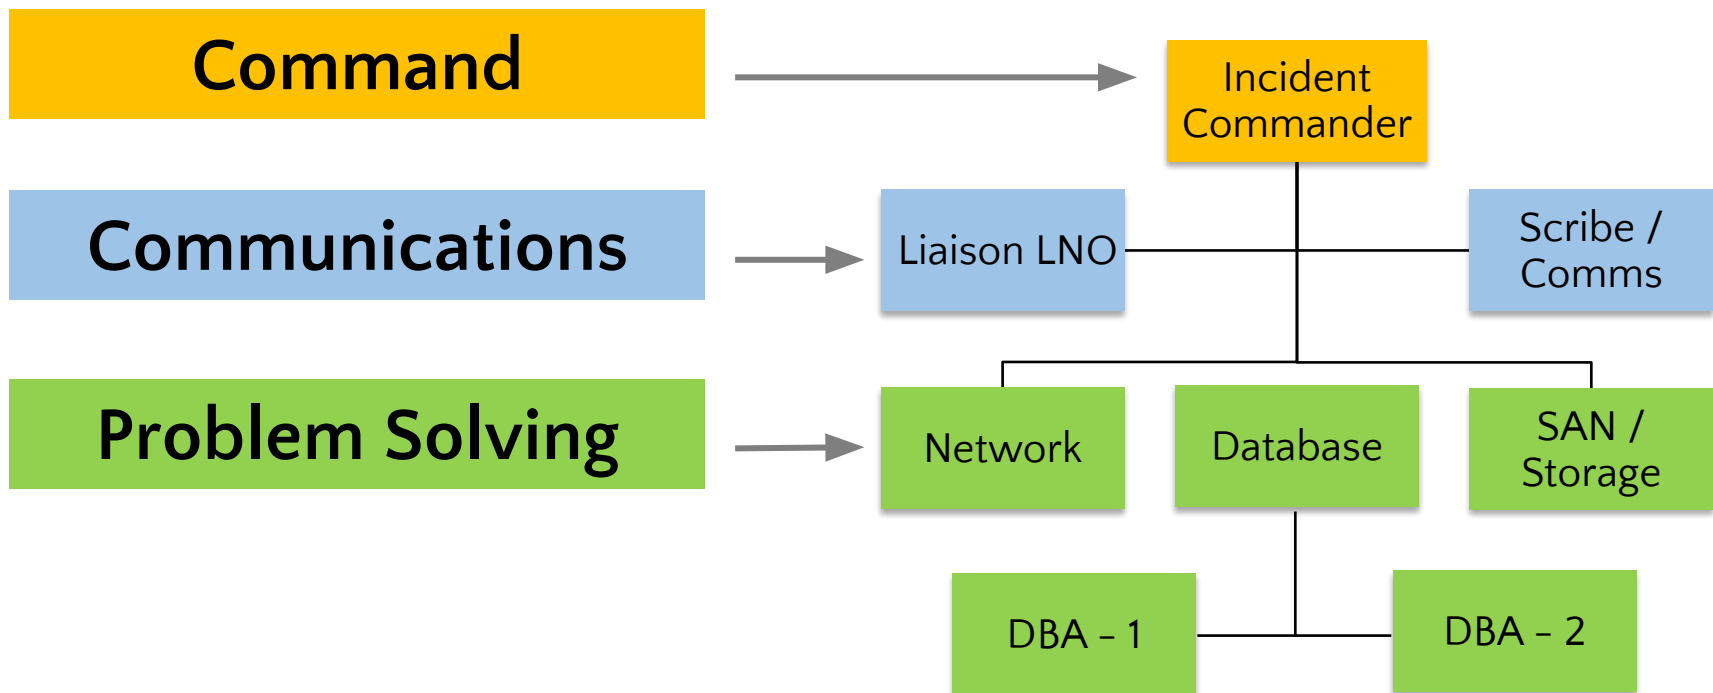 Command
Incident
Commander
Communications
Liaison LNO
Scribe /
Comms
Problem Solving
Network
Database
SAN /
Storage
DBA – 1
DBA – 2